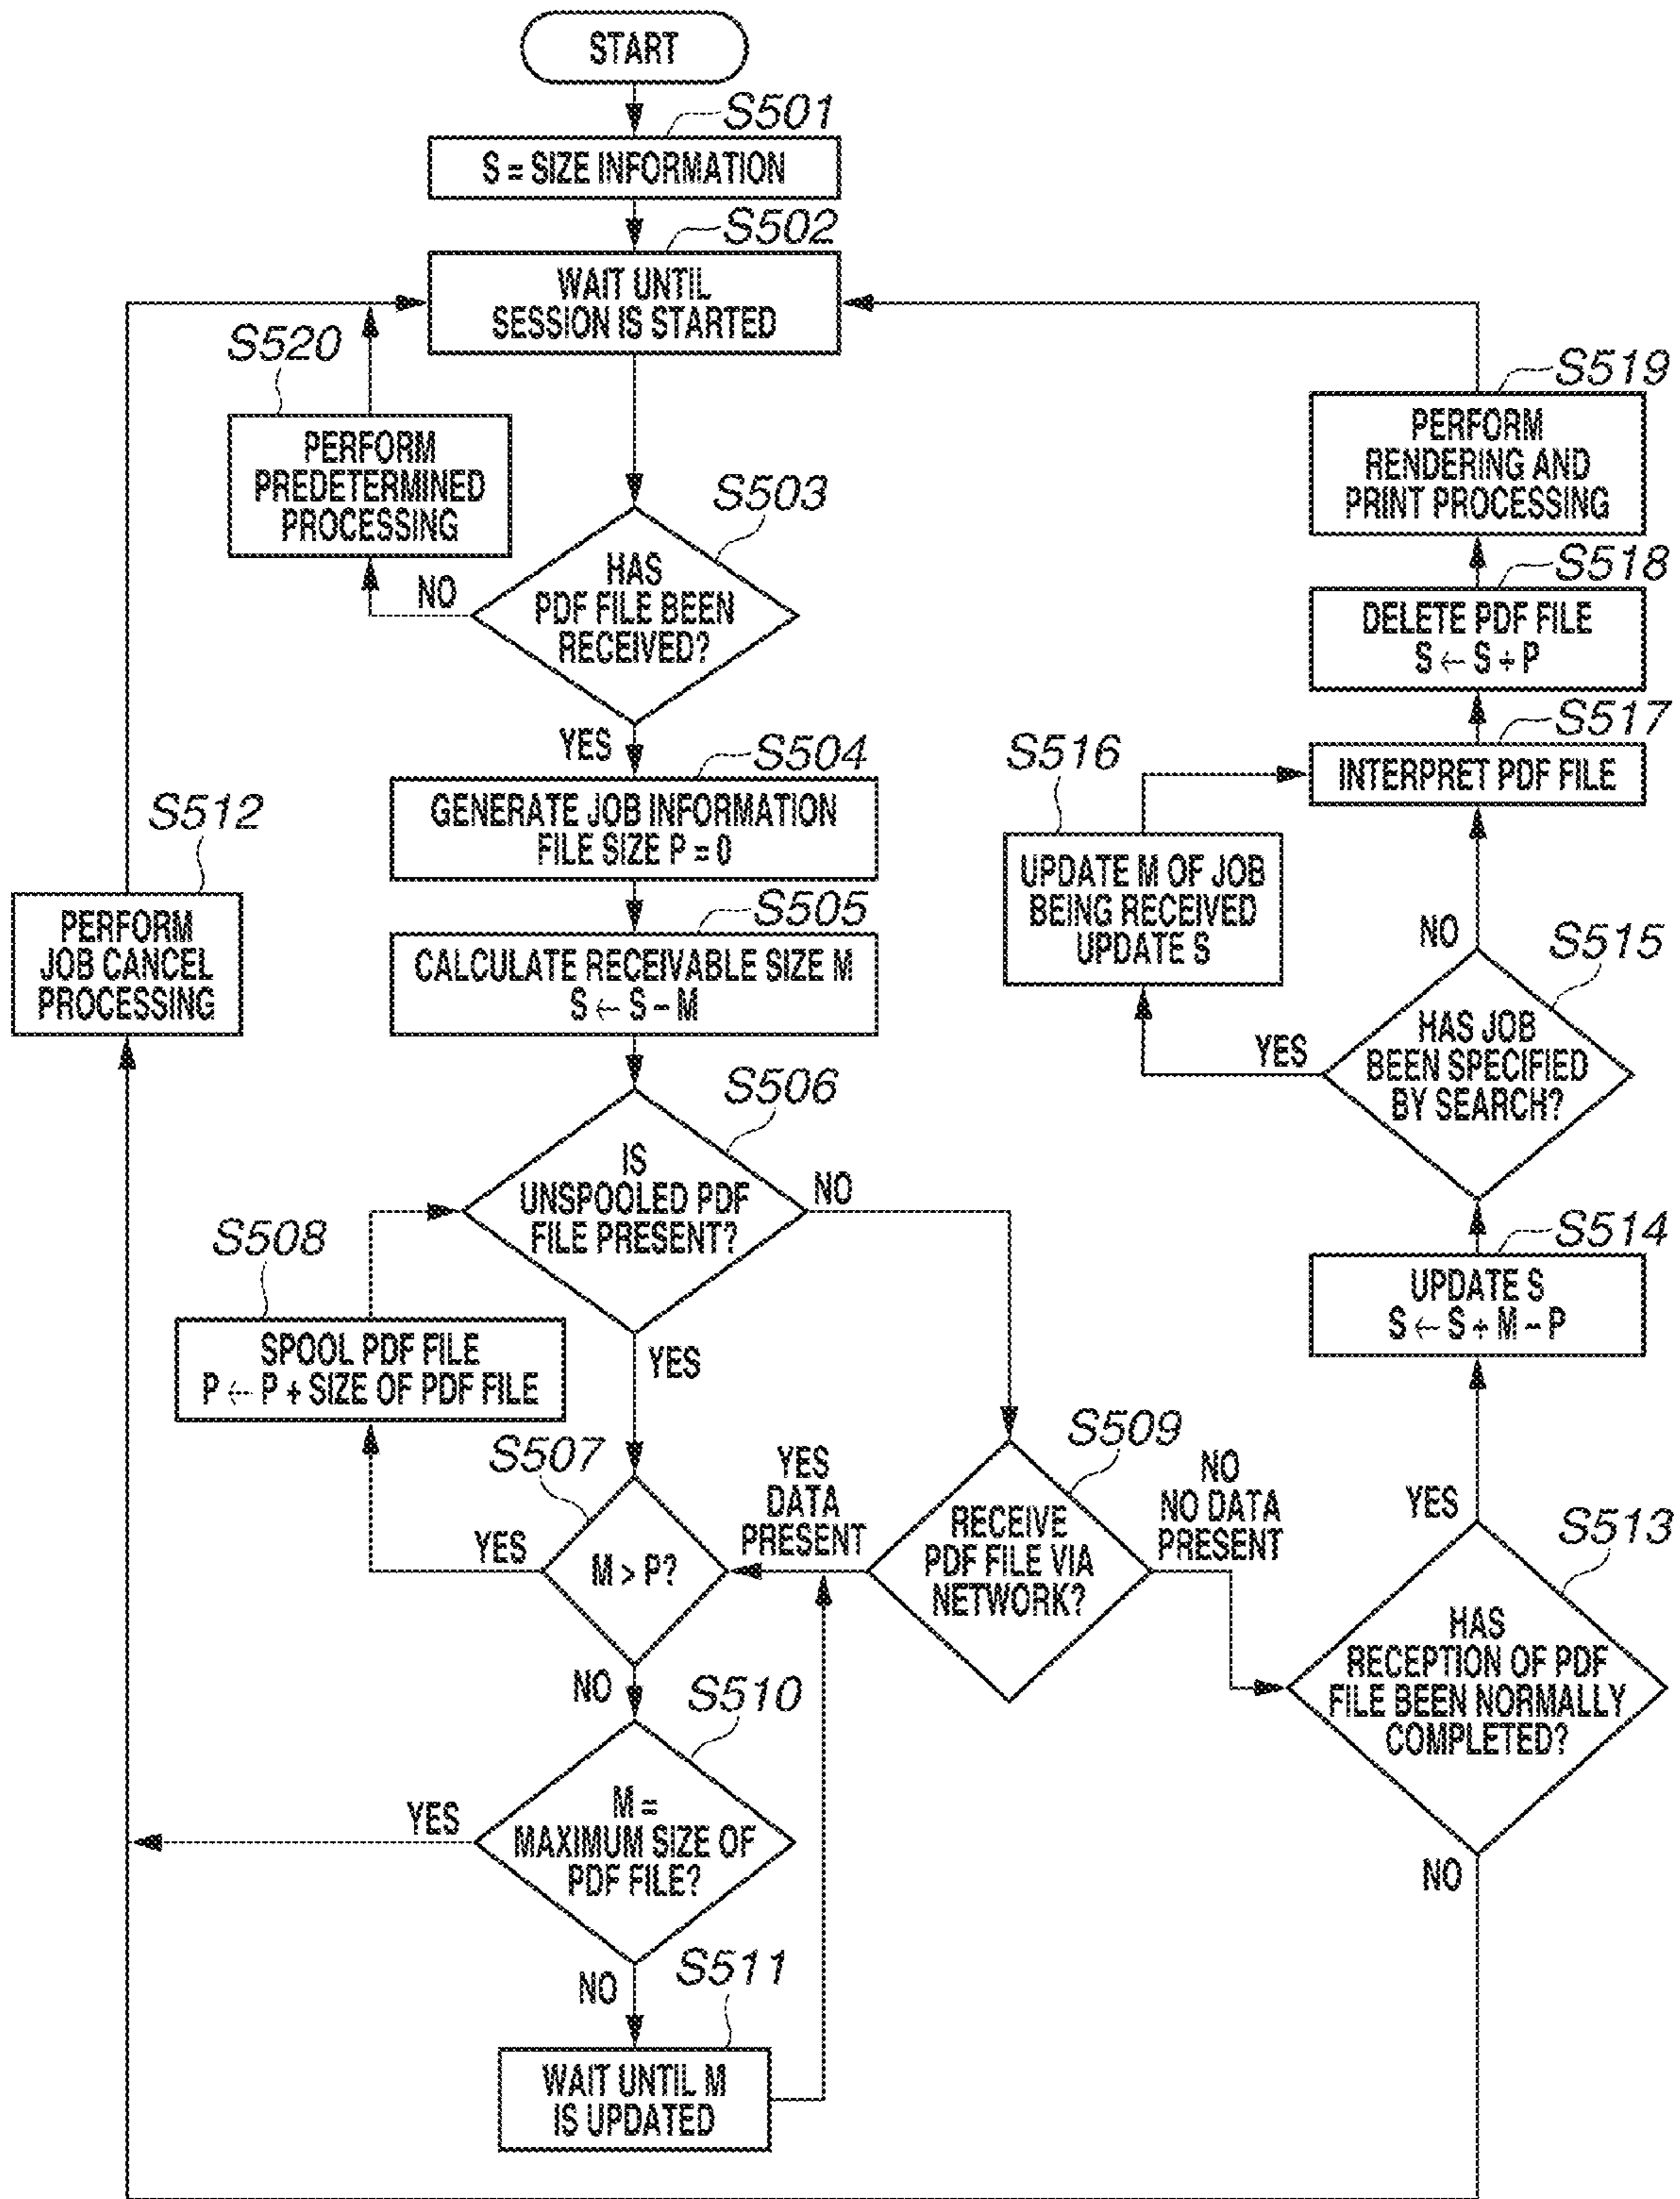 START
S501
S = SIZE INFORMATION
S502
WAIT UNTIL
SESSION IS STARTED
S520
PERFORM
PREDETERMINED
PROCESSING
S503
HAS
PDF FILE BEEN
RECEIVED?
NO
YES
S504
GENERATE JOB INFORMATION
FILE SIZE P = 0
S505
CALCULATE RECEIVABLE SIZE M
S ← S − M
S512
PERFORM
JOB CANCEL
PROCESSING
S506
IS
UNSPOOLED PDF
FILE PRESENT?
NO
YES
S508
SPOOL PDF FILE
P ← P + SIZE OF PDF FILE
S507
M > P?
YES
NO
S509
RECEIVE
PDF FILE VIA
NETWORK?
YES
DATA
PRESENT
NO
NO DATA
PRESENT
S510
M =
MAXIMUM SIZE OF
PDF FILE?
YES
NO
S511
WAIT UNTIL M
IS UPDATED
S513
HAS
RECEPTION OF PDF
FILE BEEN NORMALLY
COMPLETED?
YES
NO
S514
UPDATE S
S ← S + M − P
S515
HAS JOB
BEEN SPECIFIED
BY SEARCH?
YES
NO
S516
UPDATE M OF JOB
BEING RECEIVED
UPDATE S
S517
INTERPRET PDF FILE
S518
DELETE PDF FILE
S ← S + P
S519
PERFORM
RENDERING AND
PRINT PROCESSING